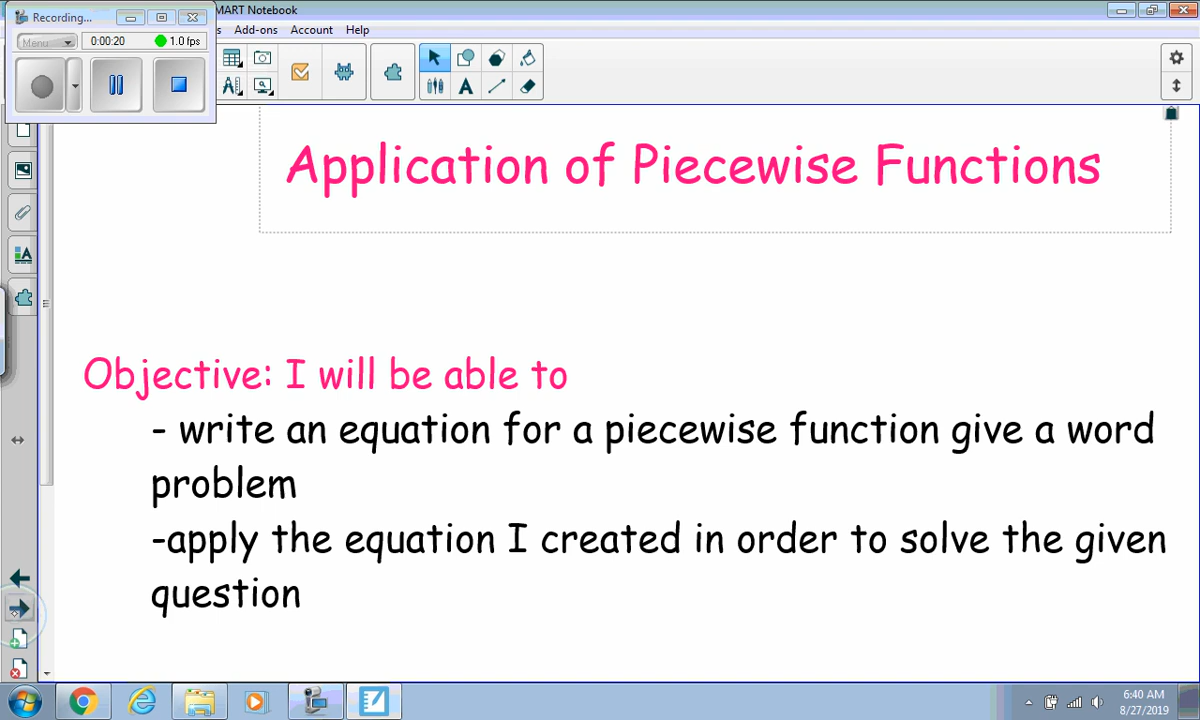 Recording...
MART Notebook
Menu
0:00:20
1.0 fps
s Add-ons Account Help
Application of Piecewise Functions
Objective: I will be able to
- write an equation for a piecewise function give a word
problem
-apply the equation I created in order to solve the given
question
6:40 AM
8/27/2019